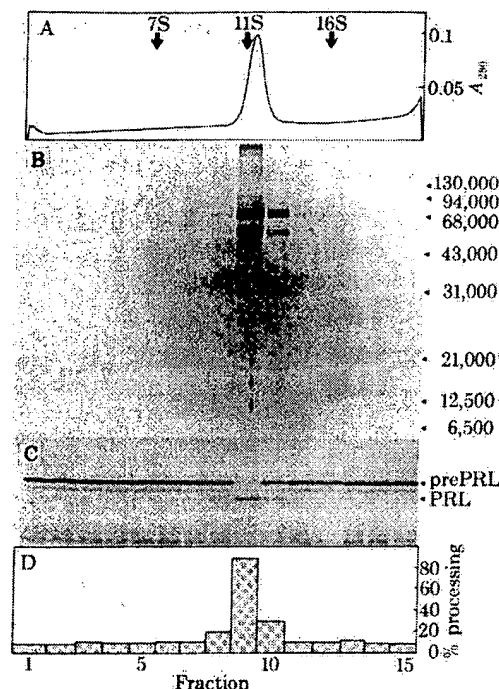 A
7S
11S
16S
0.1
0.05
A280
B
130,000
94,000
68,000
43,000
31,000
21,000
12,500
6,500
C
prePRL
PRL
D
80
60
40
20
0
% processing
1
5
10
15
Fraction